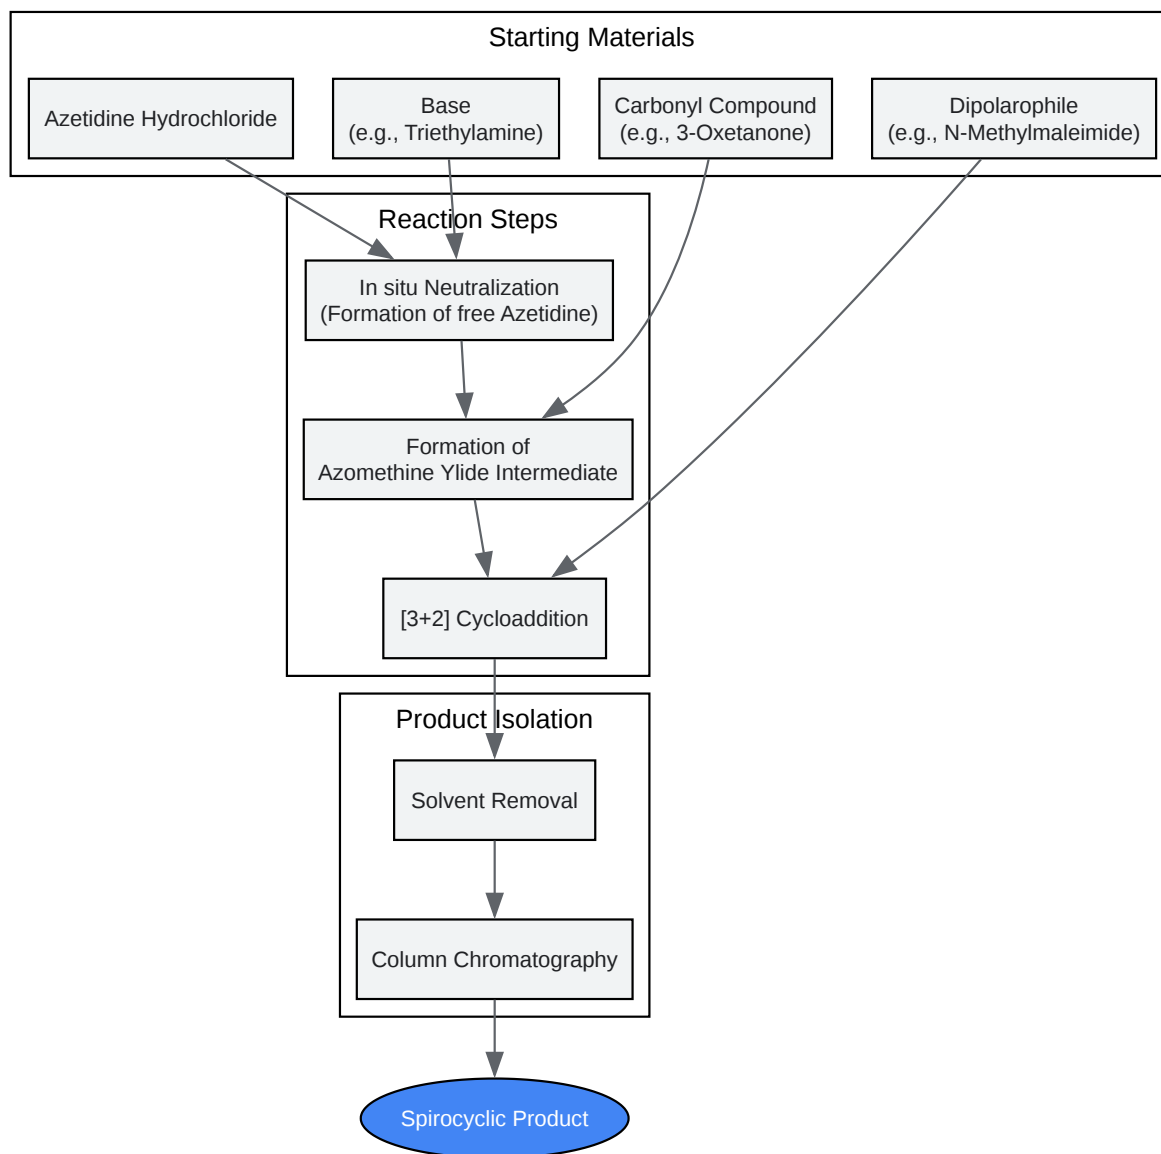 Starting Materials
Azetidine Hydrochloride
Base
(e.g., Triethylamine)
Carbonyl Compound
(e.g., 3-Oxetanone)
Dipolarophile
(e.g., N-Methylmaleimide)
Reaction Steps
In situ Neutralization
(Formation of free Azetidine)
Formation of
Azomethine Ylide Intermediate
[3+2] Cycloaddition
Product Isolation
Solvent Removal
Column Chromatography
Spirocyclic Product